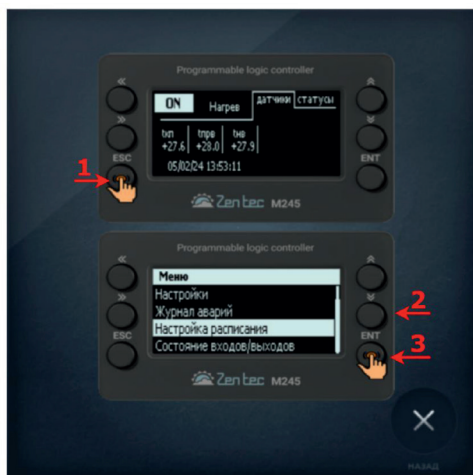 Programmable logic controller
ON Нагрев датчики статусы
tкп tпрв tнв
+27.6 +28.0 +27.9
05/02/24 13:53:11
ESC
ENT
1
Zentec M245
Programmable logic controller
Меню
Настройки
Журнал аварий
Настройка расписания
Состояние входов/выходов
ESC
ENT
2
3
Zentec M245
НАЗАД